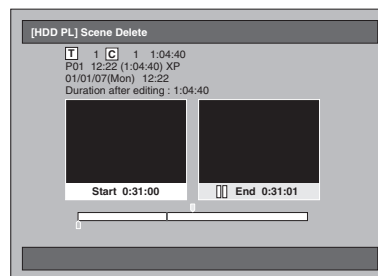 [HDD PL] Scene Delete
T 1 C 1 1:04:40
P01 12:22 (1:04:40) XP
01/01/07(Mon) 12:22
Duration after editing : 1:04:40
Start 0:31:00
End 0:31:01